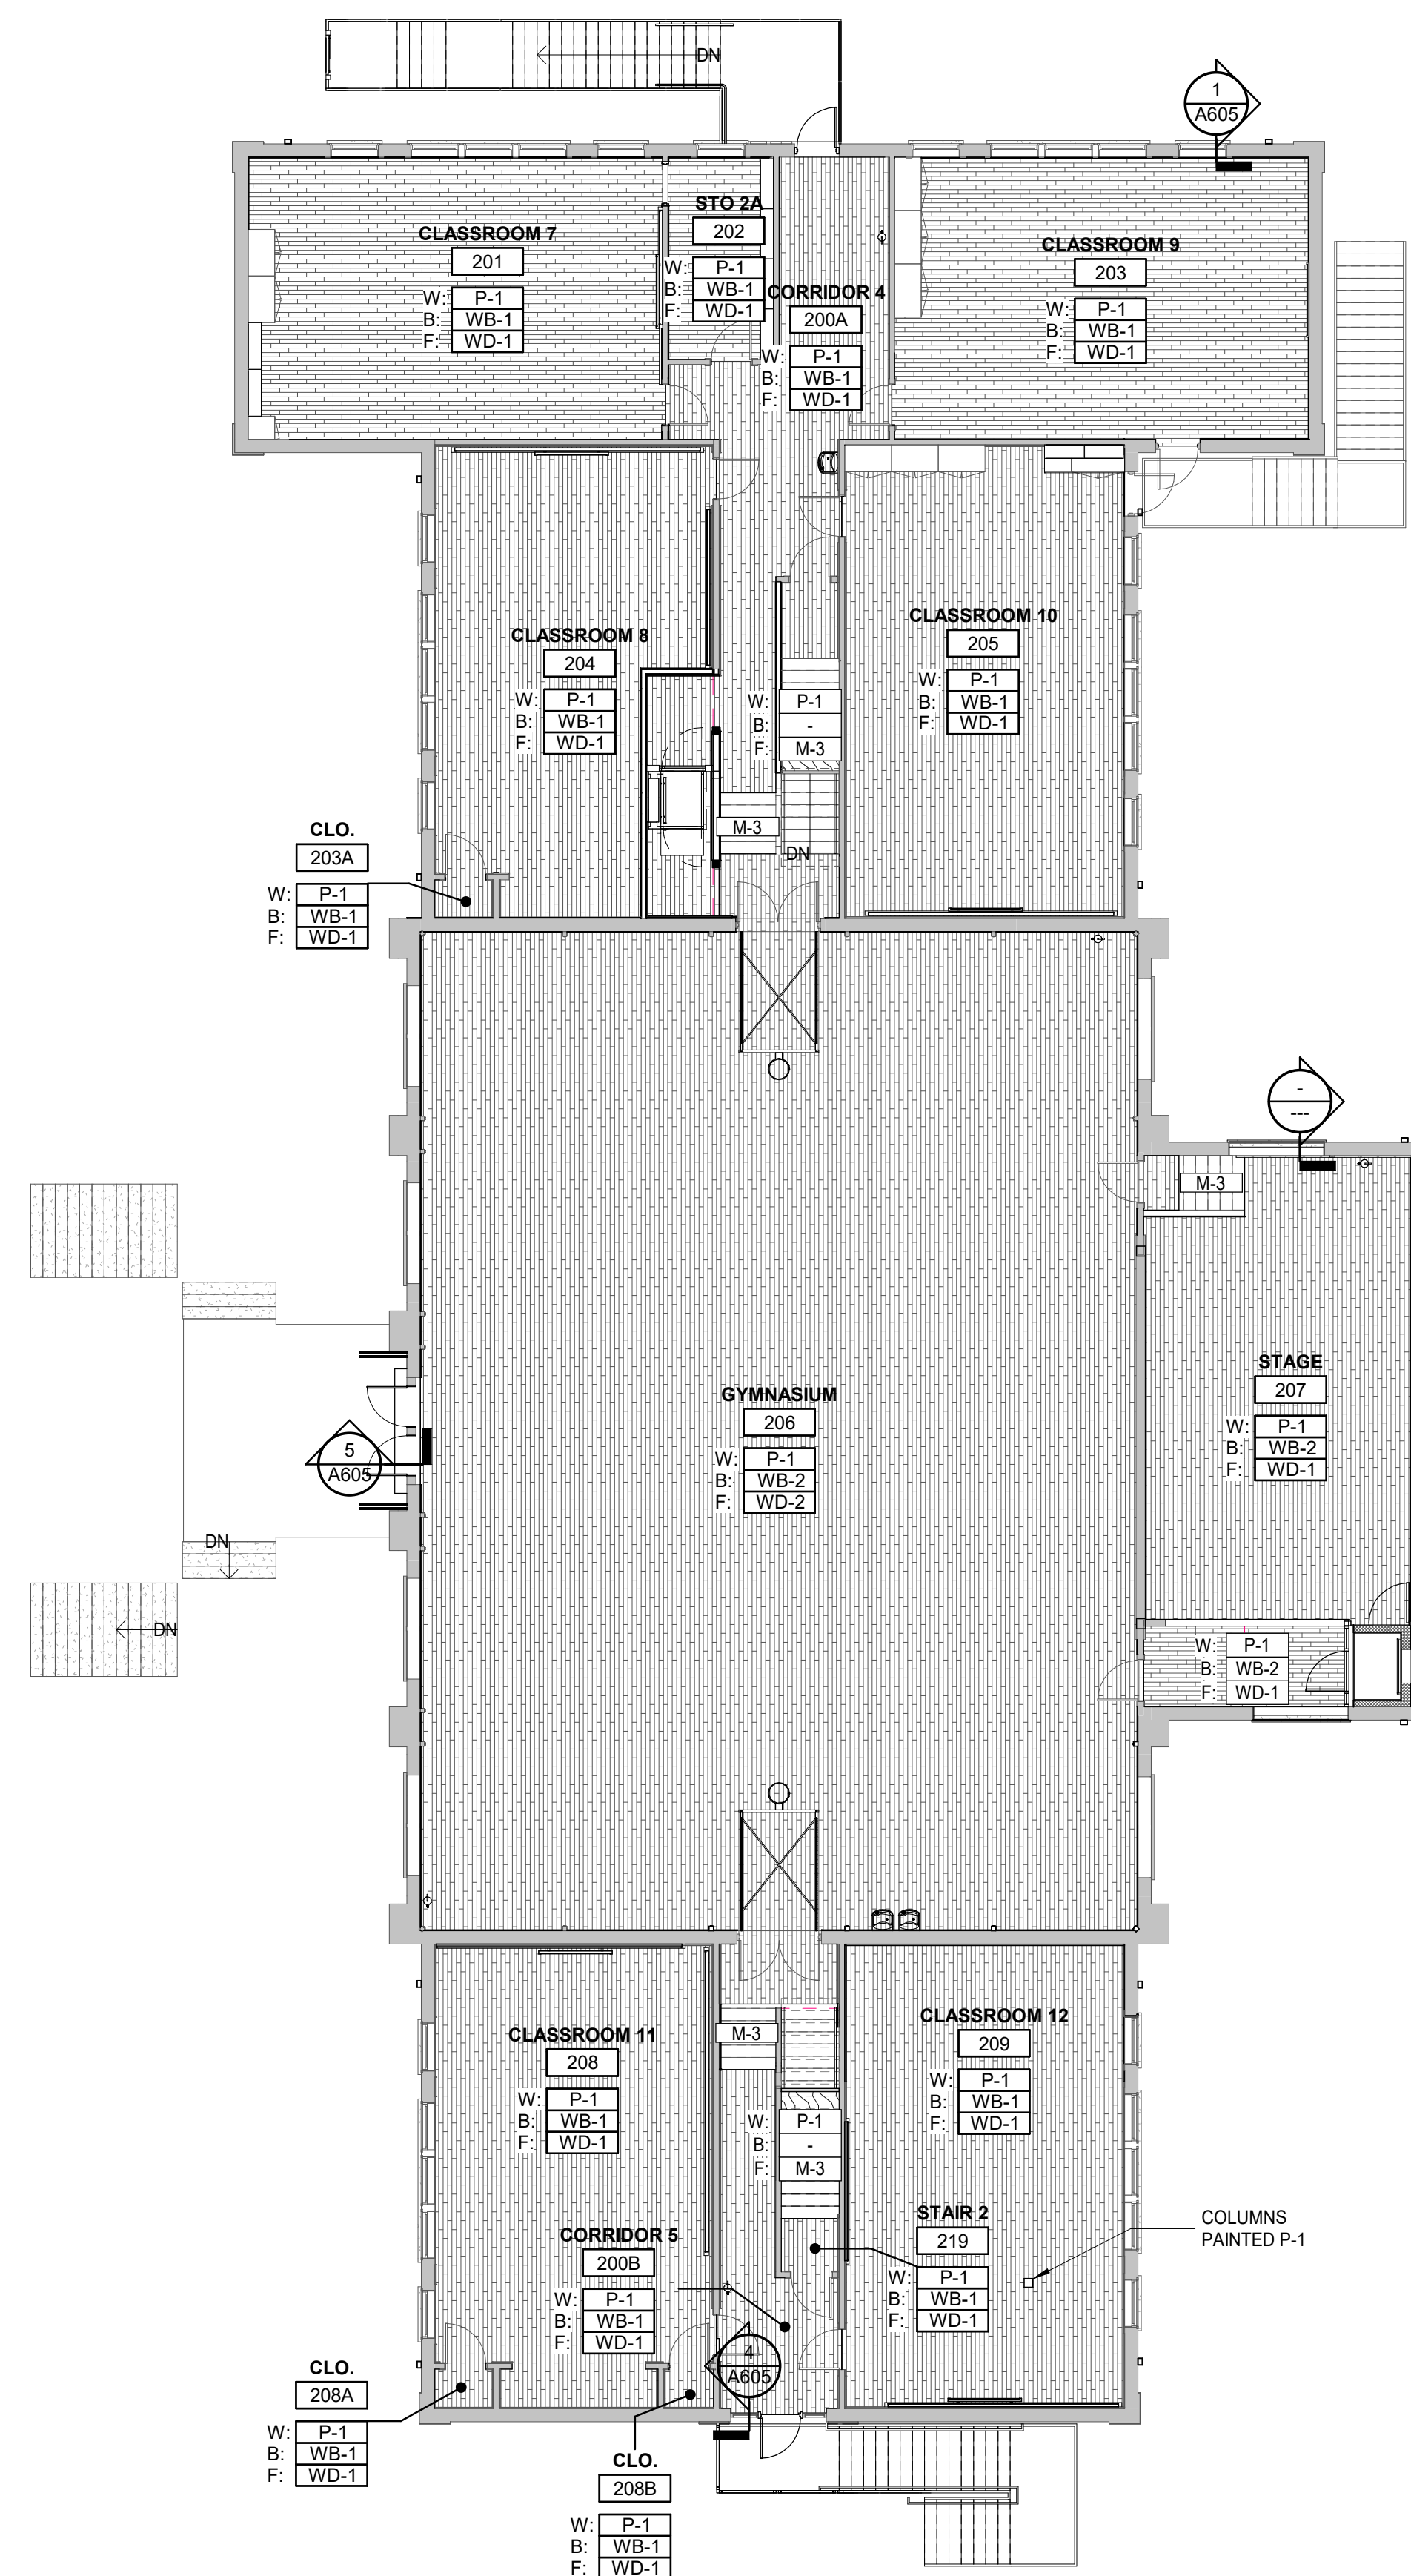 DN
1
A605
CLASSROOM 7
201
W: P-1
B: WB-1
F: WD-1
STO 2A
202
W: P-1
B: WB-1
F: WD-1
CORRIDOR 4
200A
W: P-1
B: WB-1
F: WD-1
CLASSROOM 9
203
W: P-1
B: WB-1
F: WD-1
CLASSROOM 8
204
W: P-1
B: WB-1
F: WD-1
W: P-1
B: -
F: M-3
M-3
DN
CLASSROOM 10
205
W: P-1
B: WB-1
F: WD-1
CLO.
203A
W: P-1
B: WB-1
F: WD-1
-
---
M-3
STAGE
207
W: P-1
B: WB-2
F: WD-1
GYMNASIUM
206
W: P-1
B: WB-2
F: WD-2
5
A605
DN
DN
W: P-1
B: WB-2
F: WD-1
CLASSROOM 11
208
W: P-1
B: WB-1
F: WD-1
M-3
W: P-1
B: -
F: M-3
CLASSROOM 12
209
W: P-1
B: WB-1
F: WD-1
STAIR 2
219
W: P-1
B: WB-1
F: WD-1
COLUMNS
PAINTED P-1
CORRIDOR 5
200B
W: P-1
B: WB-1
F: WD-1
4
A605
CLO.
208A
W: P-1
B: WB-1
F: WD-1
CLO.
208B
W: P-1
B: WB-1
F: WD-1